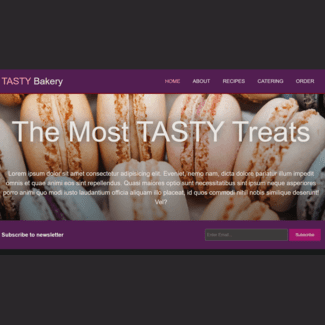 TASTY Bakery
HOME ABOUT RECIPES CATERING ORDER
The Most TASTY Treats
Lorem ipsum dolor sit amet consectetur adipisicing elit. Eveniet, nemo nam, dicta dolores pariatur illum impedit
omnis et quae animi eos sint repellendus. Quasi maiores optio sunt necessitatibus sint ipsum neque asperiores
porro animi quo modi iusto laudantium officia aliquam illo placeat, id quos commodi nihil nobis similique deserunt!
Vel?
Subscribe to newsletter
Enter Email...
Subscribe